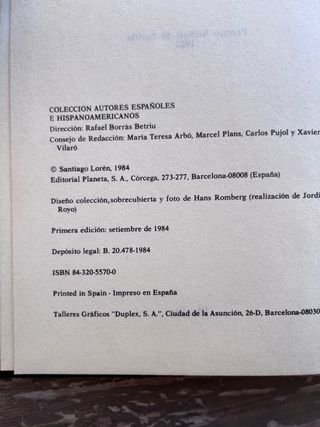 COLECCION AUTORES ESPAÑOLES
E HISPANOAMERICANOS
Dirección: Rafael Borràs Betriu
Consejo de Redacción: María Teresa Arbó, Marcel Plans, Carlos Pujol y Xavier
Vilaró
© Santiago Lorén, 1984
Editorial Planeta, S. A., Córcega, 273-277, Barcelona-08008 (España)
Diseño colección, sobrecubierta y foto de Hans Romberg (realización de Jordi
Royo)
Primera edición: setiembre de 1984
Depósito legal: B. 20.478-1984
ISBN 84-320-5570-0
Printed in Spain - Impreso en España
Talleres Gráficos "Duplex, S. A.", Ciudad de la Asunción, 26-D, Barcelona-08030